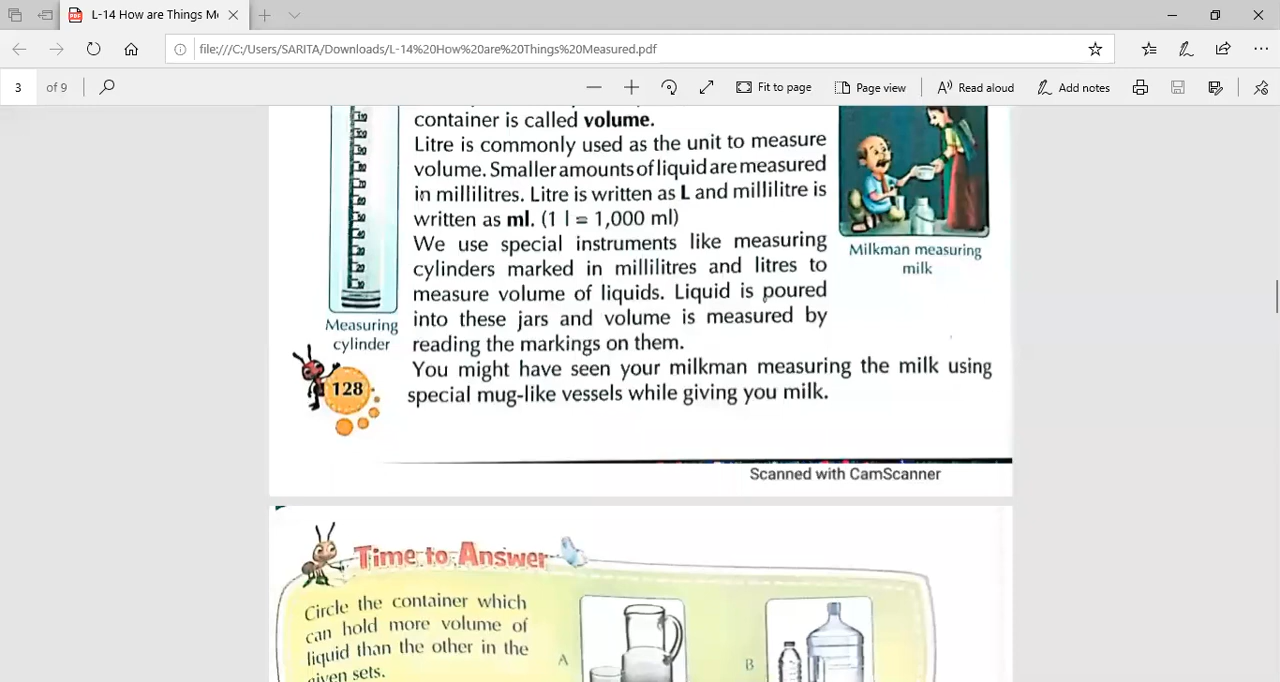 L-14 How are Things Me
file:///C:/Users/SARITA/Downloads/L-14%20How%20are%20Things%20Measured.pdf
3 of 9
Fit to page
Page view
Read aloud
Add notes
container is called volume.
Litre is commonly used as the unit to measure
volume. Smaller amounts of liquid are measured
in millilitres. Litre is written as L and millilitre is
written as ml. (1 l = 1,000 ml)
We use special instruments like measuring
cylinders marked in millilitres and litres to
measure volume of liquids. Liquid is poured
into these jars and volume is measured by
reading the markings on them.
You might have seen your milkman measuring the milk using
special mug-like vessels while giving you milk.
Measuring
cylinder
Milkman measuring
milk
128
Scanned with CamScanner
Time to Answer
Circle the container which
can hold more volume of
liquid than the other in the
given sets.
A
B